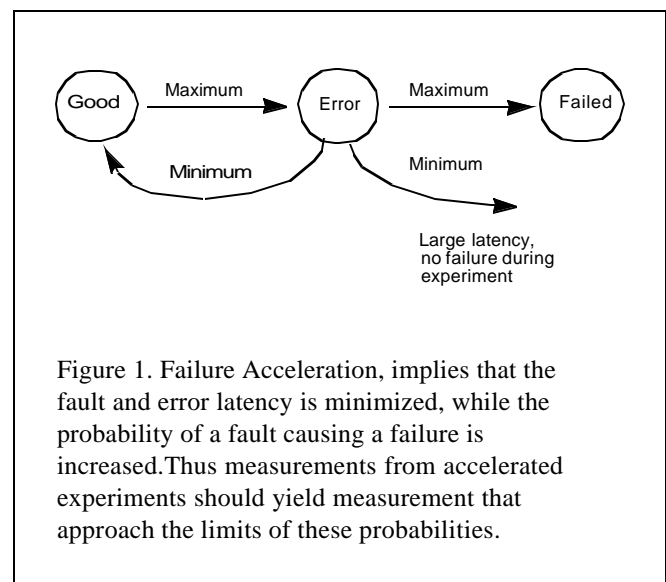 Good
Maximum
Error
Maximum
Failed
Minimum
Minimum
Large latency,
no failure during
experiment
Figure 1. Failure Acceleration, implies that the
fault and error latency is minimized, while the
probability of a fault causing a failure is
increased.Thus measurements from accelerated
experiments should yield measurement that
approach the limits of these probabilities.